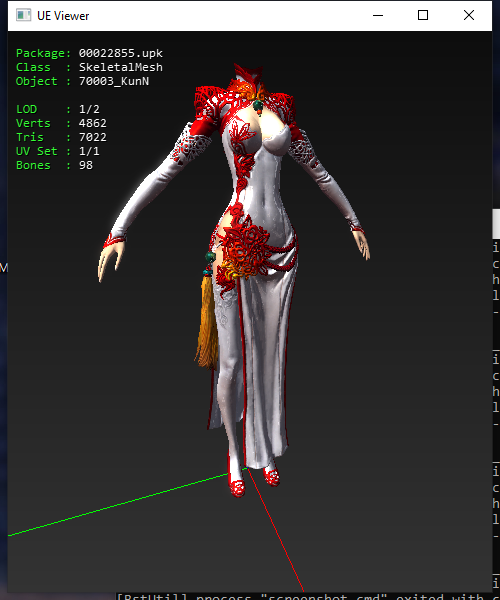 UE Viewer
Package: 00022855.upk
Class : SkeletalMesh
Object : 70003_KunN
LOD : 1/2
Verts : 4862
Tris : 7022
UV Set : 1/1
Bones : 98
M
i
c
h
l
-
i
c
h
l
-
i
c
h
l
-
i
[BstUtil] process "screenshot.cmd" exited with c